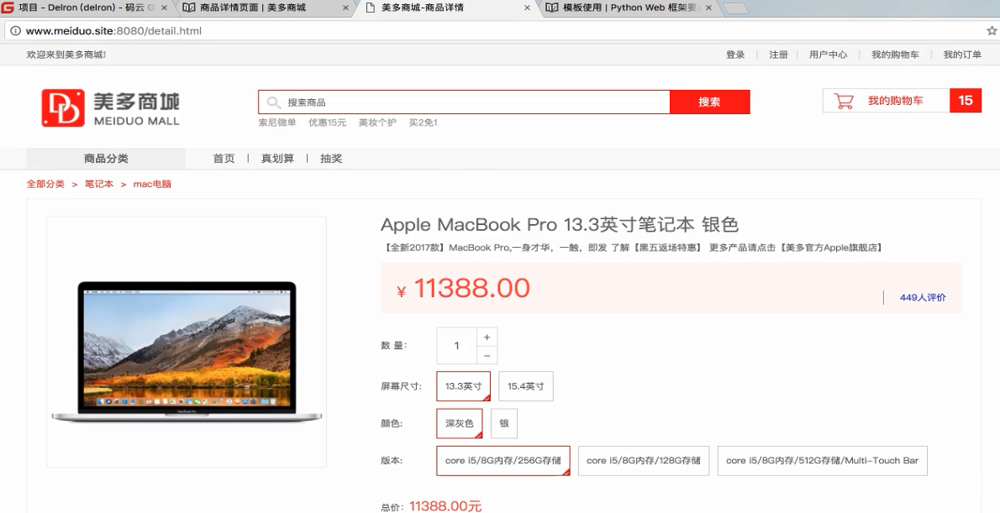 项目 - Delron (delron) - 码云 G
商品详情页面 | 美多商城
美多商城-商品详情
模板使用 | Python Web 框架要
www.meiduo.site:8080/detail.html
欢迎来到美多商城!
登录 | 注册 | 用户中心 | 我的购物车 | 我的订单
美多商城
MEIDUO MALL
搜索商品
搜索
我的购物车
15
索尼微单 优惠15元 美妆个护 买2免1
商品分类
首页 | 真划算 | 抽奖
全部分类 > 笔记本 > mac电脑
Apple MacBook Pro 13.3英寸笔记本 银色
【全新2017款】MacBook Pro,一身才华，一触，即发 了解【黑五返场特惠】 更多产品请点击【美多官方Apple旗舰店】
¥ 11388.00
449人评价
数 量: 1 + −
屏幕尺寸: 13.3英寸 15.4英寸
颜色: 深灰色 银
版本: core i5/8G内存/256G存储 core i5/8G内存/128G存储 core i5/8G内存/512G存储/Multi-Touch Bar
总价: 11388.00元